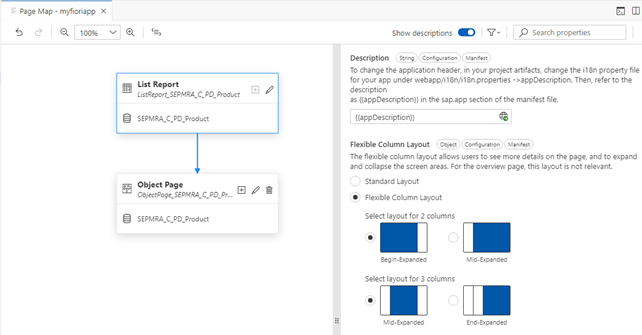 Page Map - myfioriapp
100%
Show descriptions
Search properties
List Report
ListReport_SEPMRA_C_PD_Product
SEPMRA_C_PD_Product
Object Page
ObjectPage_SEPMRA_C_PD_Pr...
SEPMRA_C_PD_Product
Description String Configuration Manifest
To change the application header, in your project artifacts, change the i18n property file
for your app under webapp/i18n/i18n.properties ->appDescription. Then, refer to the
description
as {{appDescription}} in the sap.app section of the manifest file.
{{appDescription}}
Flexible Column Layout Object Configuration Manifest
The flexible column layout allows users to see more details on the page, and to expand
and collapse the screen areas. For the overview page, this layout is not relevant.
Standard Layout
Flexible Column Layout
Select layout for 2 columns
Begin-Expanded Mid-Expanded
Select layout for 3 columns
Mid-Expanded End-Expanded